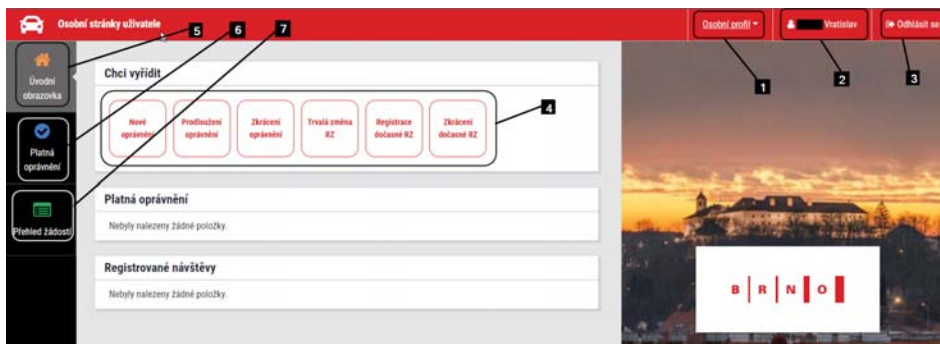 Osobní stránky uživatele
5
6
7
Osobní profil
Vratislav
Odhlásit se
1
2
3
Úvodní
obrazovka
Platná
oprávnění
Přehled žádostí
Chci vyřídit
4
Nové
oprávnění
Prodloužení
oprávnění
Zkrácení
oprávnění
Trvalá změna
RZ
Registrace
dočasné RZ
Zkrácení
dočasné RZ
Platná oprávnění
Nebyly nalezeny žádné položky.
Registrované návštěvy
Nebyly nalezeny žádné položky.
B R N O